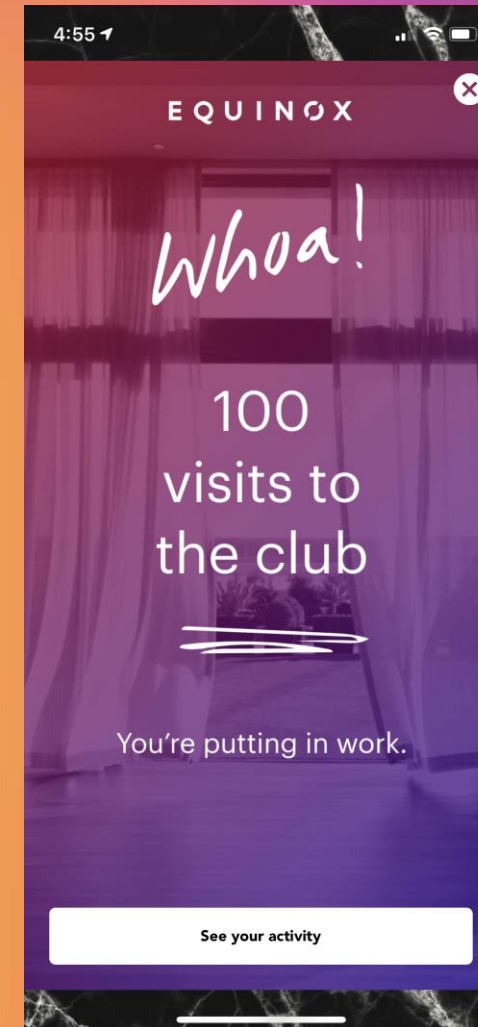 4:55
EQUINOX
Whoa!
100
visits to
the club
You're putting in work.
See your activity